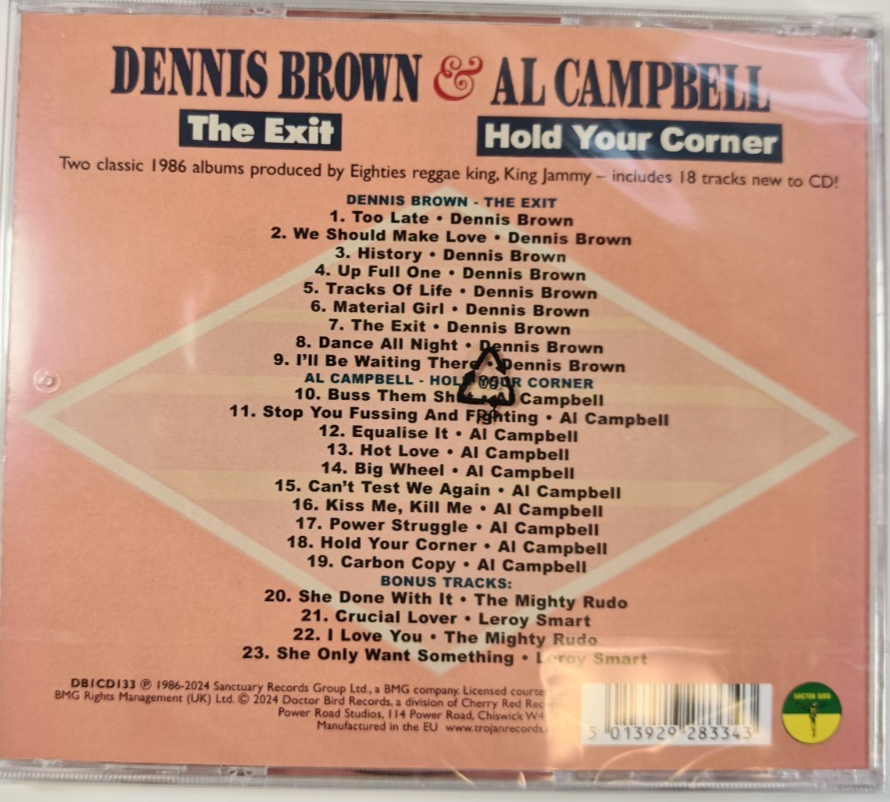 DENNIS BROWN & AL CAMPBELL
The Exit Hold Your Corner
Two classic 1986 albums produced by Eighties reggae king, King Jammy – includes 18 tracks new to CD!
DENNIS BROWN - THE EXIT
1. Too Late • Dennis Brown
2. We Should Make Love • Dennis Brown
3. History • Dennis Brown
4. Up Full One • Dennis Brown
5. Tracks Of Life • Dennis Brown
6. Material Girl • Dennis Brown
7. The Exit • Dennis Brown
8. Dance All Night • Dennis Brown
9. I'll Be Waiting There • Dennis Brown
AL CAMPBELL - HOLD YOUR CORNER
10. Buss Them • Al Campbell
11. Stop You Fussing And Fighting • Al Campbell
12. Equalise It • Al Campbell
13. Hot Love • Al Campbell
14. Big Wheel • Al Campbell
15. Can't Test We Again • Al Campbell
16. Kiss Me, Kill Me • Al Campbell
17. Power Struggle • Al Campbell
18. Hold Your Corner • Al Campbell
19. Carbon Copy • Al Campbell
BONUS TRACKS:
20. She Done With It • The Mighty Rudo
21. Crucial Lover • Leroy Smart
22. I Love You • The Mighty Rudo
23. She Only Want Something • Leroy Smart
DB1CD133 ℗ 1986-2024 Sanctuary Records Group Ltd., a BMG company. Licensed
BMG Rights Management (UK) Ltd. © 2024 Doctor Bird Records, a division of Cherry Red
Power Road Studios, 114 Power Road, Chiswick W4
Manufactured in the EU www.trojanrecords.
5 013929 283343
DOCTOR BIRD